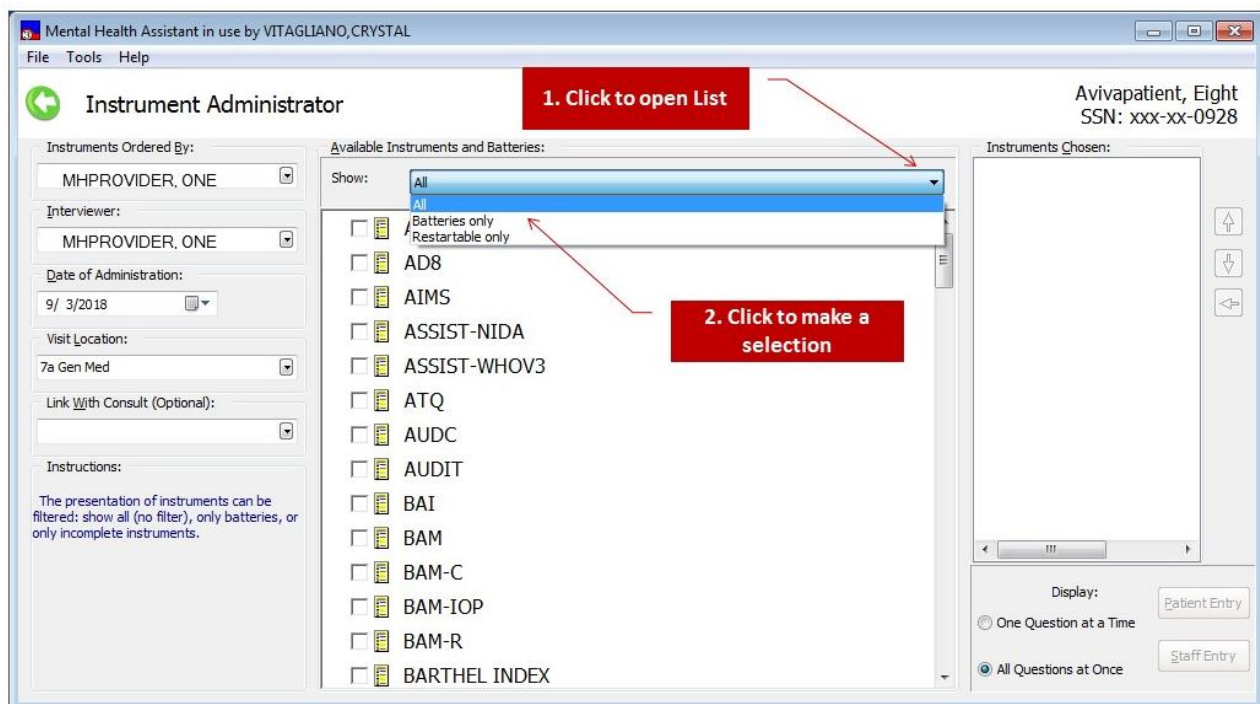 Mental Health Assistant in use by VITAGLIANO,CRYSTAL
File Tools Help
Instrument Administrator
1. Click to open List
Avivapatient, Eight
SSN: xxx-xx-0928
Instruments Ordered By:
MHPROVIDER, ONE
Interviewer:
MHPROVIDER, ONE
Date of Administration:
9/ 3/2018
Visit Location:
7a Gen Med
Link With Consult (Optional):
Instructions:
The presentation of instruments can be
filtered: show all (no filter), only batteries, or
only incomplete instruments.
Available Instruments and Batteries:
Show:
All
All
Batteries only
Restartable only
AD8
AIMS
ASSIST-NIDA
ASSIST-WHOV3
ATQ
AUDC
AUDIT
BAI
BAM
BAM-C
BAM-IOP
BAM-R
BARTHEL INDEX
2. Click to make a
selection
Instruments Chosen:
Display:
One Question at a Time
All Questions at Once
Patient Entry
Staff Entry